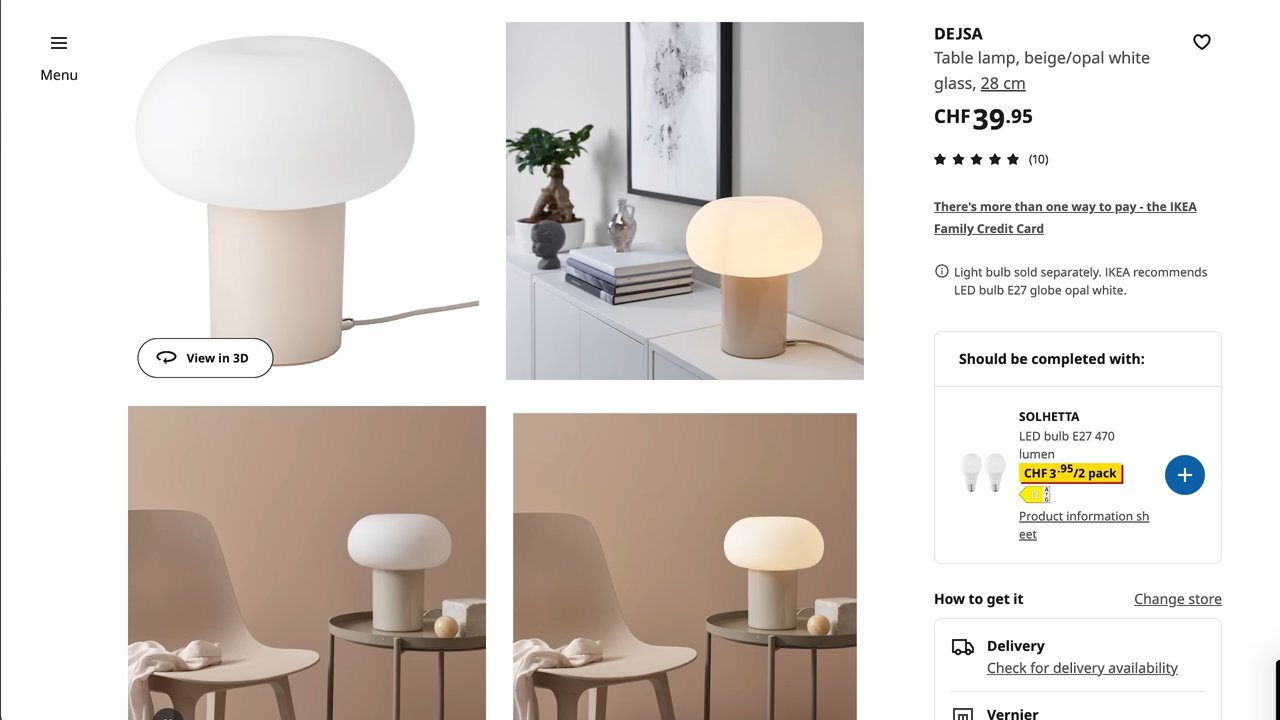 Menu
View in 3D
DEJSA
Table lamp, beige/opal white
glass, 28 cm
CHF 39.95
(10)
There's more than one way to pay - the IKEA
Family Credit Card
Light bulb sold separately. IKEA recommends
LED bulb E27 globe opal white.
Should be completed with:
SOLHETTA
LED bulb E27 470
lumen
CHF 3.95/2 pack
D
A
G
Product information sh
eet
How to get it
Change store
Delivery
Check for delivery availability
Vernier